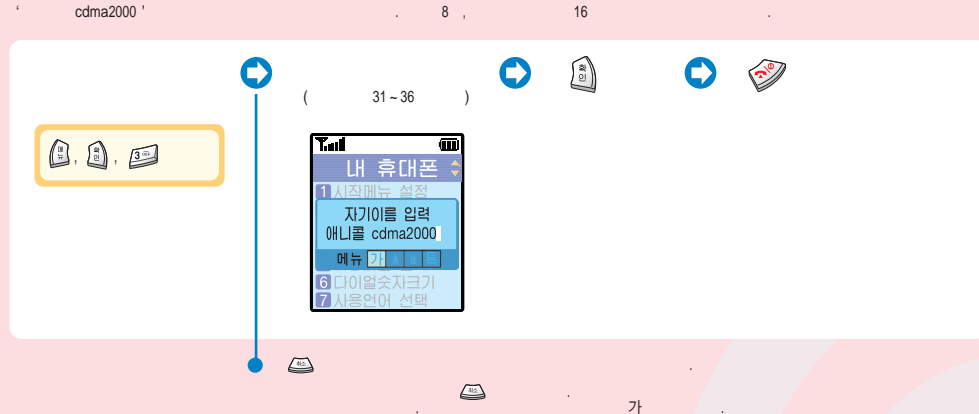 ' cdma2000 ' . 8 , 16 .
( 31 ~ 36 )
메뉴 , 확인 , 3
확인
내 휴대폰
1 시작메뉴 설정
자기이름 입력
애니콜 cdma2000
메뉴 가 A a 특
6 다이얼숫자크기
7 사용언어 선택
취소 .
취소 .
, 가 .